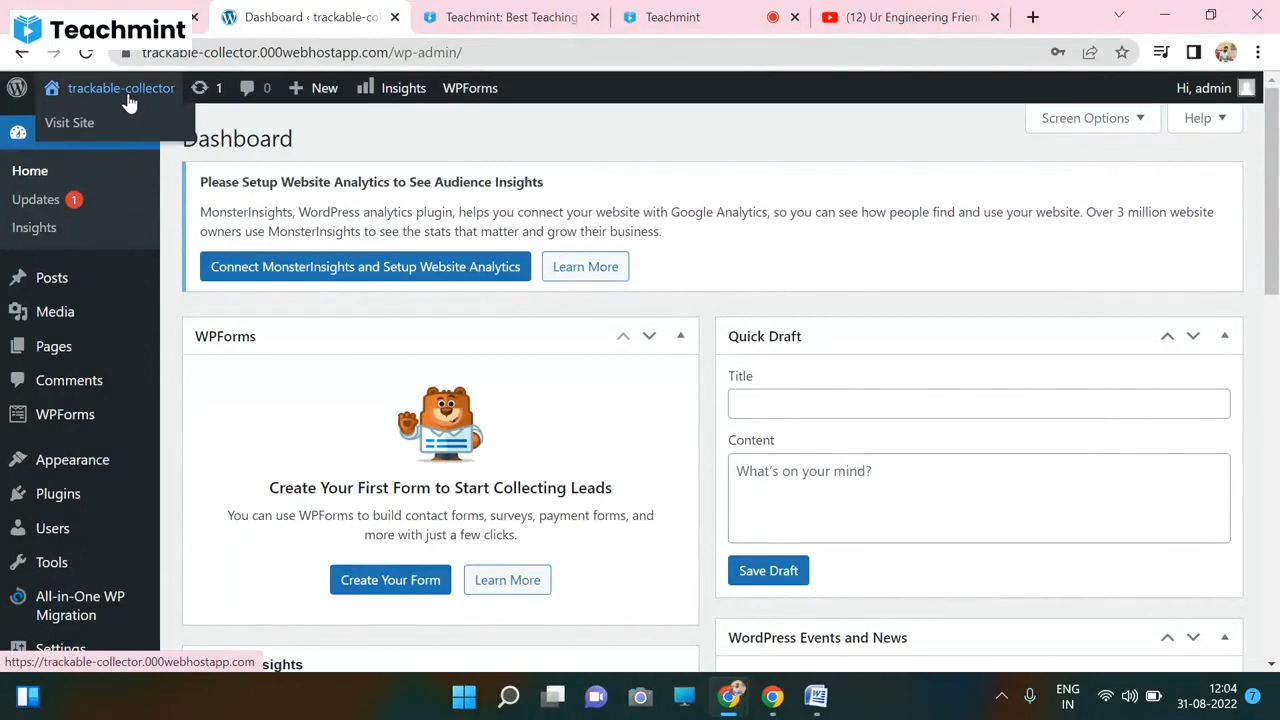 Teachmint
Dashboard ‹ trackable-col
Teachmint: Best Teaching
Teachmint
(12) Ur Engineering Frien
trackable-collector.000webhostapp.com/wp-admin/
trackable-collector
1
0
New
Insights
WPForms
Hi, admin
Visit Site
Screen Options
Help
Dashboard
Home
Updates 1
Insights
Posts
Media
Pages
Comments
WPForms
Appearance
Plugins
Users
Tools
All-in-One WP
Migration
Settings
Please Setup Website Analytics to See Audience Insights
MonsterInsights, WordPress analytics plugin, helps you connect your website with Google Analytics, so you can see how people find and use your website. Over 3 million website
owners use MonsterInsights to see the stats that matter and grow their business.
Connect MonsterInsights and Setup Website Analytics
Learn More
WPForms
Create Your First Form to Start Collecting Leads
You can use WPForms to build contact forms, surveys, payment forms, and
more with just a few clicks.
Create Your Form
Learn More
Quick Draft
Title
Content
What's on your mind?
Save Draft
WordPress Events and News
https://trackable-collector.000webhostapp.com
sights
ENG
IN
12:04
31-08-2022
7